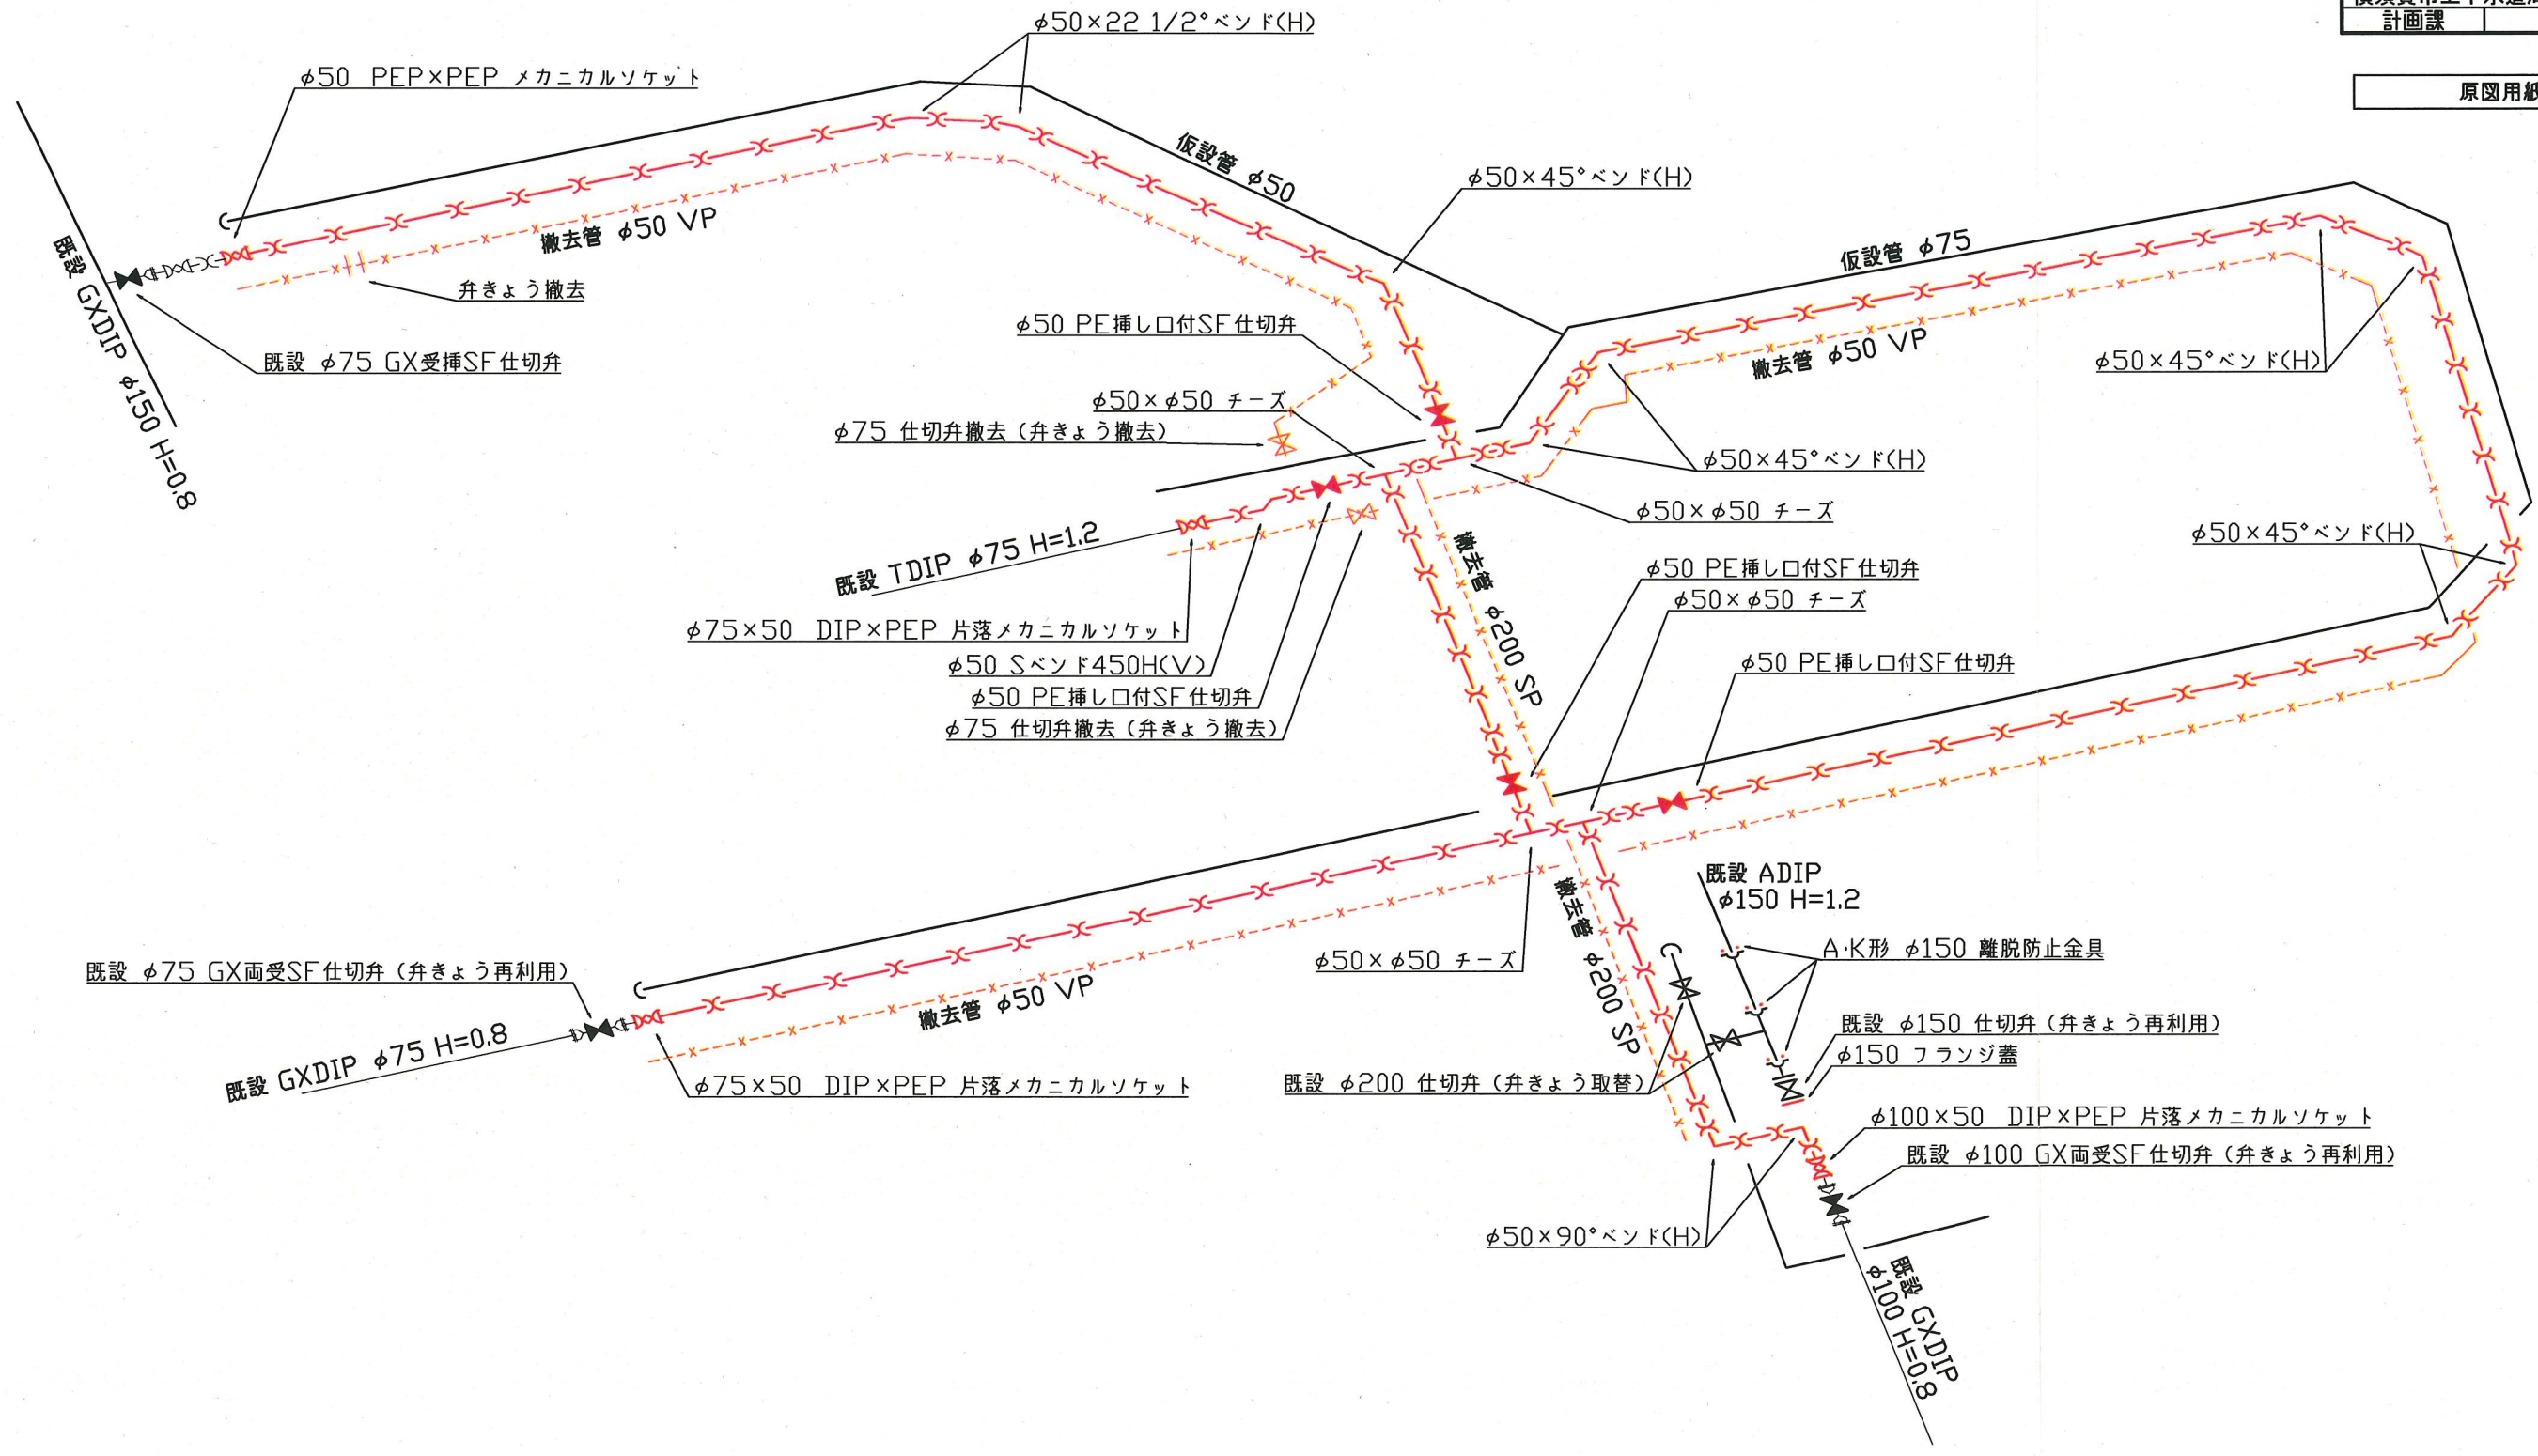 計画課
原図用紙
φ50×22 1/2°ベンド(H)
φ50 PEP×PEP メカニカルソケット
仮設管 φ50
φ50×45°ベンド(H)
撤去管 φ50 VP
仮設管 φ75
弁きょう撤去
既設 GXDIP φ150 H=0.8
既設 φ75 GX受挿SF仕切弁
φ50 PE挿し口付SF仕切弁
撤去管 φ50 VP
φ50×45°ベンド(H)
φ50×φ50 チーズ
φ75 仕切弁撤去 (弁きょう撤去)
φ50×45°ベンド(H)
φ50×φ50 チーズ
φ50×45°ベンド(H)
既設 TDIP φ75 H=1.2
撤去管 φ200 SP
φ50 PE挿し口付SF仕切弁
φ50×φ50 チーズ
φ75×50 DIP×PEP 片落メカニカルソケット
φ50 Sベンド450H(V)
φ50 PE挿し口付SF仕切弁
φ75 仕切弁撤去 (弁きょう撤去)
φ50 PE挿し口付SF仕切弁
既設 ADIP
φ150 H=1.2
撤去管 φ200 SP
A·K形 φ150 離脱防止金具
φ50×φ50 チーズ
既設 φ75 GX両受SF仕切弁 (弁きょう再利用)
撤去管 φ50 VP
既設 GXDIP φ75 H=0.8
既設 φ150 仕切弁 (弁きょう再利用)
φ150 フランジ蓋
φ75×50 DIP×PEP 片落メカニカルソケット
既設 φ200 仕切弁 (弁きょう取替)
φ100×50 DIP×PEP 片落メカニカルソケット
既設 φ100 GX両受SF仕切弁 (弁きょう再利用)
φ50×90°ベンド(H)
既設 GXDIP
φ100 H=0.8